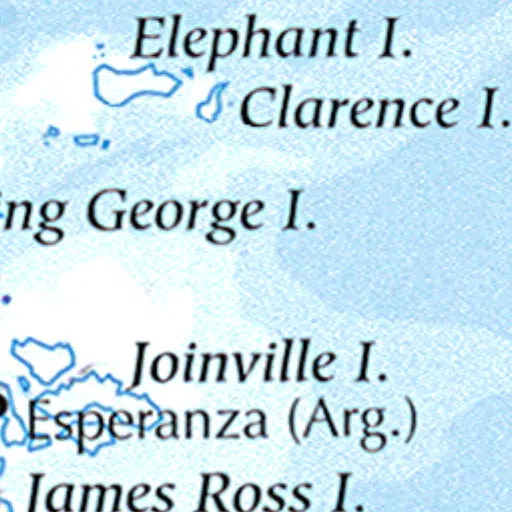 Elephant I.
Clarence I.
ing George I.
Joinville I.
Esperanza (Arg.)
James Ross I.